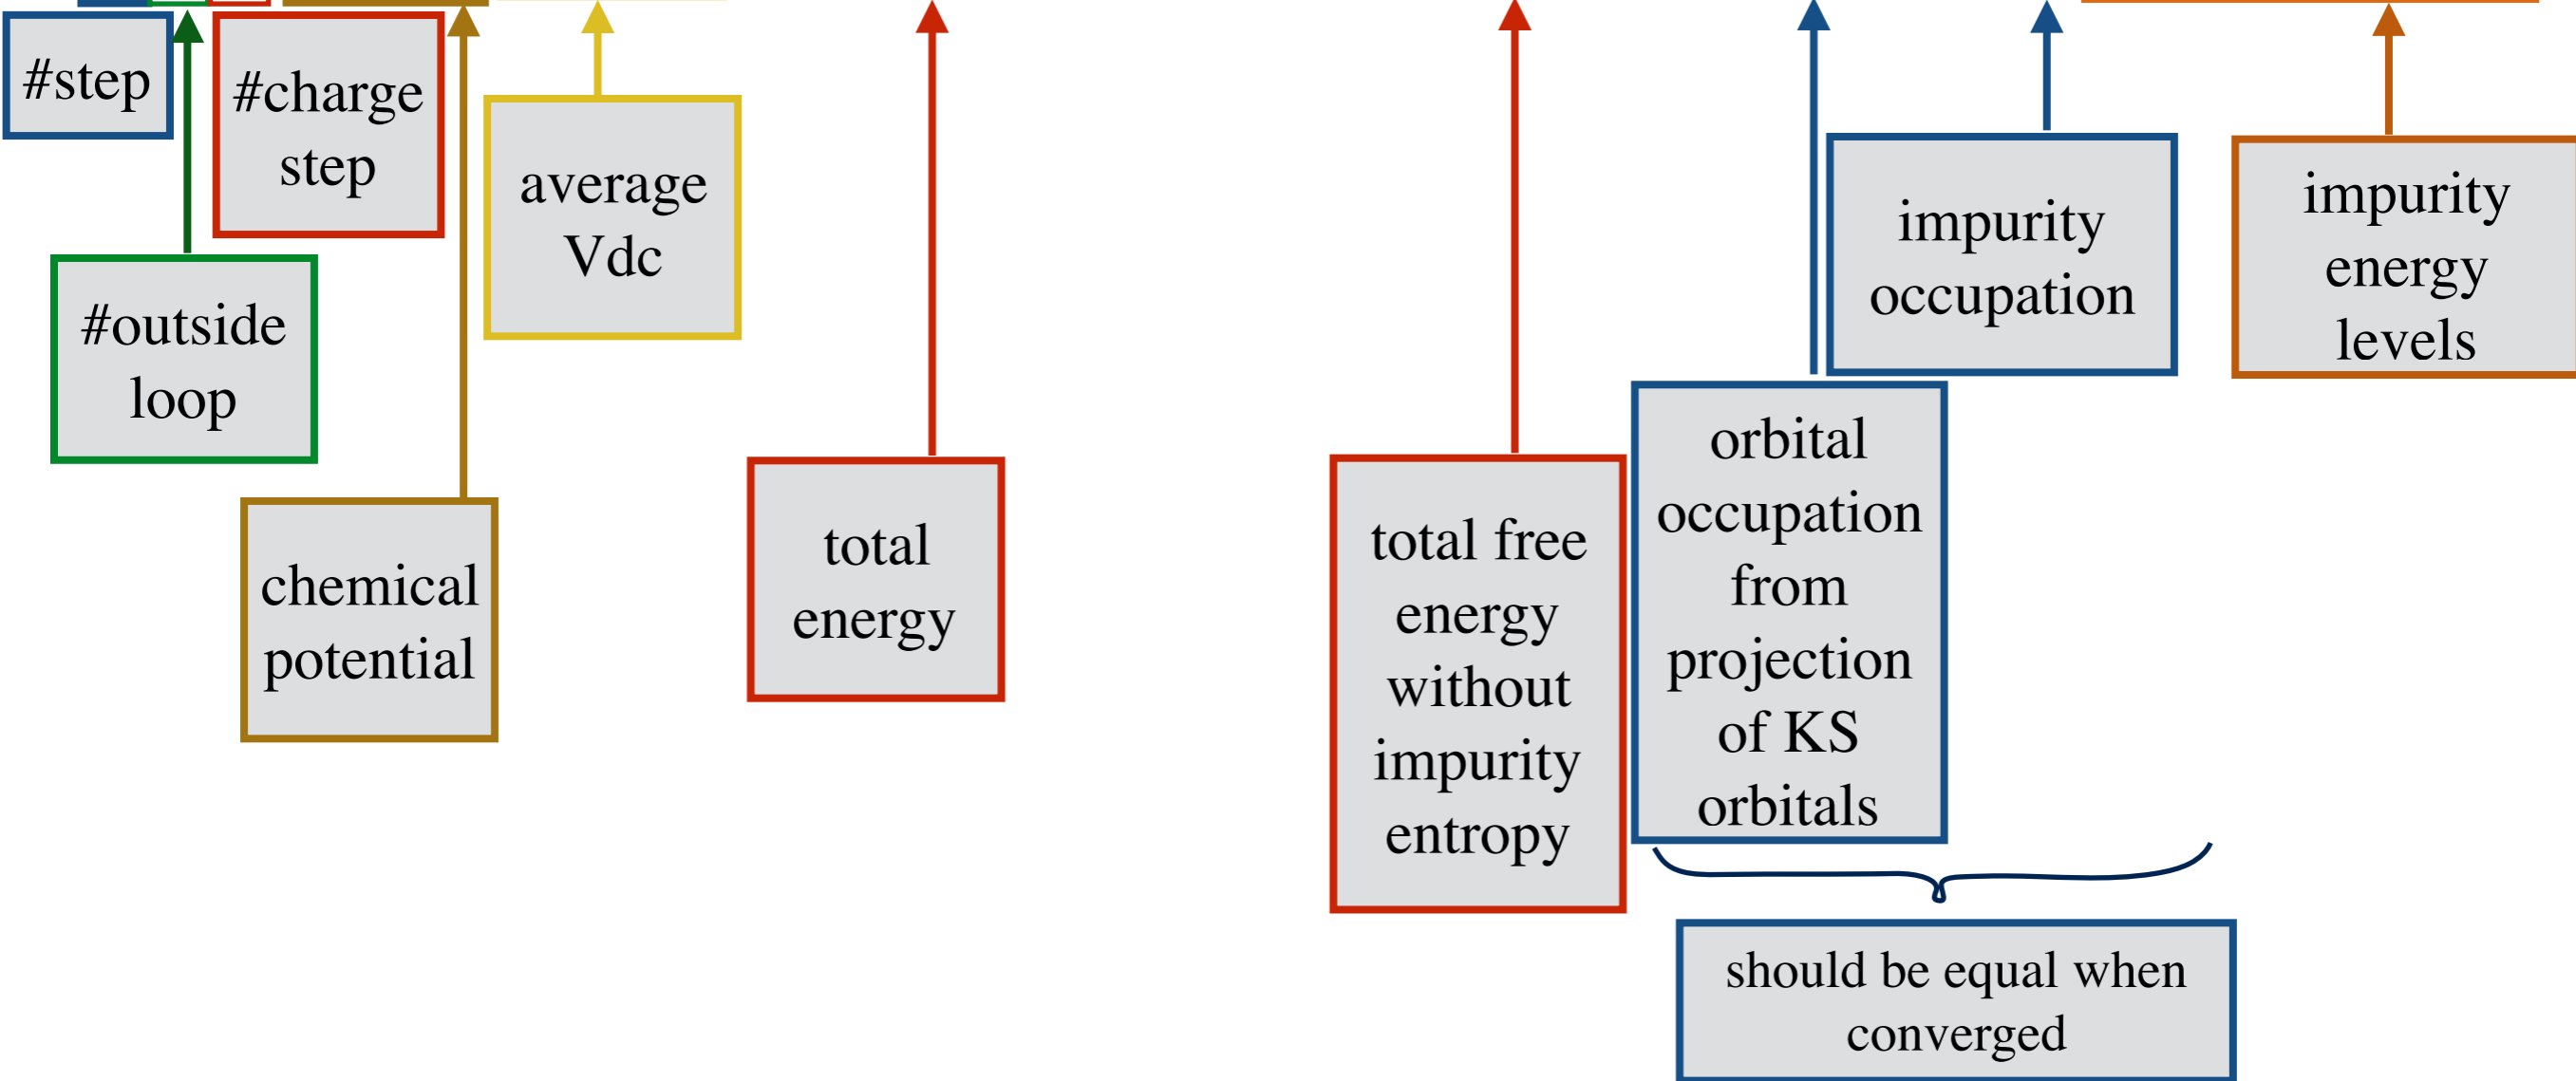 #step
#charge
step
average
Vdc
#outside
loop
chemical
potential
total
energy
total free
energy
without
impurity
entropy
orbital
occupation
from
projection
of KS
orbitals
impurity
occupation
impurity
energy
levels
should be equal when
converged